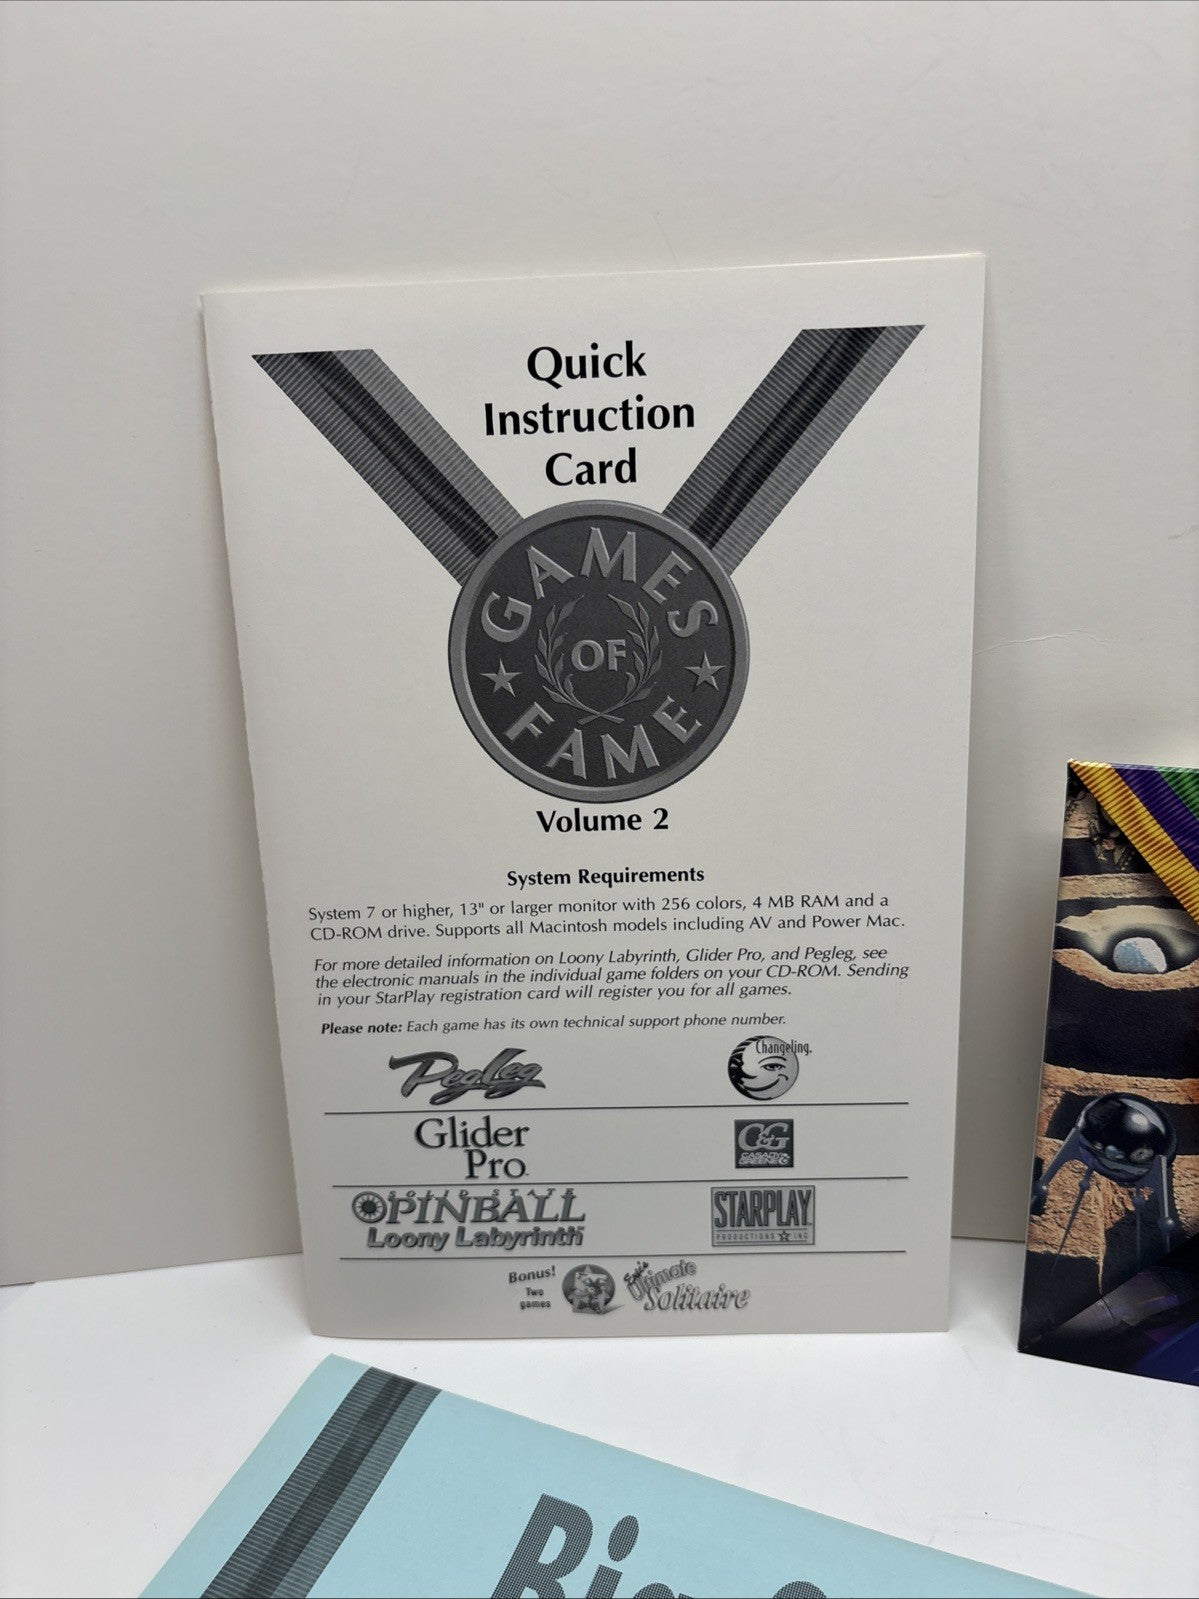 Quick
Instruction
Card
GAMES
OF
FAME
Volume 2
System Requirements
System 7 or higher, 13" or larger monitor with 256 colors, 4 MB RAM and a
CD-ROM drive. Supports all Macintosh models including AV and Power Mac.
For more detailed information on Loony Labyrinth, Glider Pro, and Pegleg, see
the electronic manuals in the individual game folders on your CD-ROM. Sending
in your StarPlay registration card will register you for all games.
Please note: Each game has its own technical support phone number.
PegLeg
Changeling.
Glider
Pro
C&G
CASADY
GREENE
SOLID STATE
PINBALL
Loony Labyrinth
STARPLAY
PRODUCTIONS INC
Bonus!
Two
games
Eric's
Ultimate
Solitaire